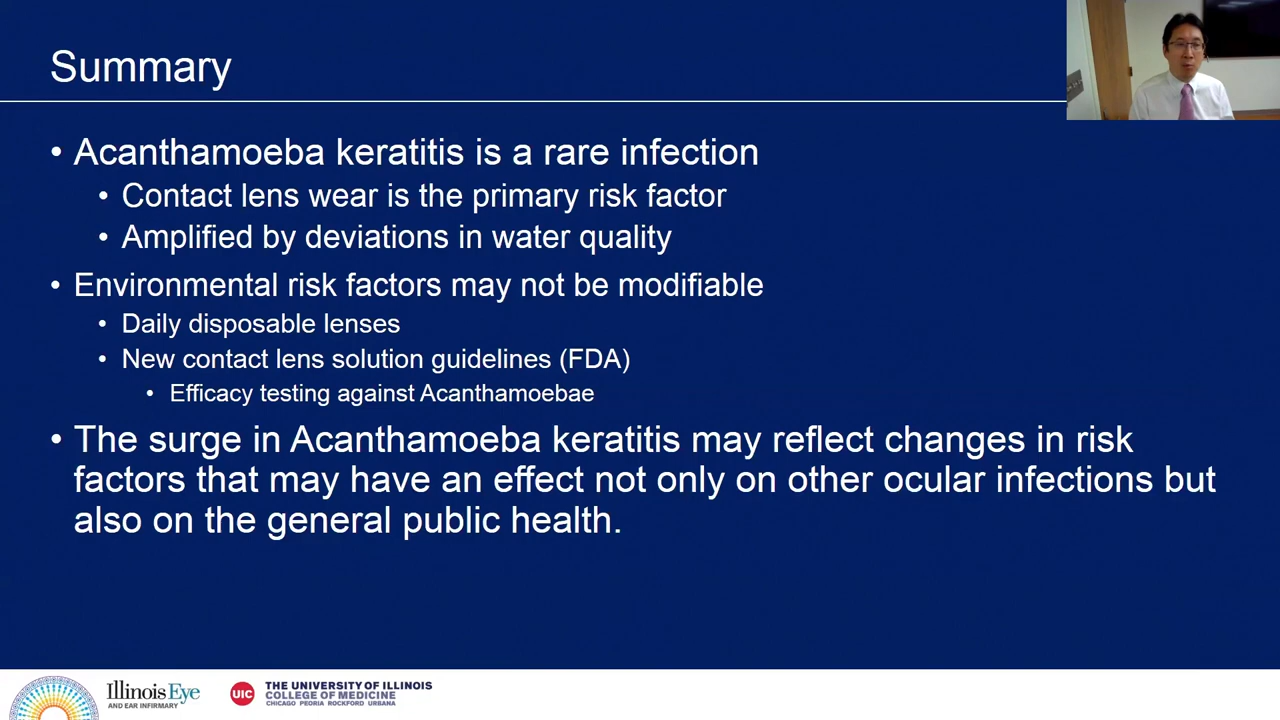 Summary
• Acanthamoeba keratitis is a rare infection
• Contact lens wear is the primary risk factor
• Amplified by deviations in water quality
• Environmental risk factors may not be modifiable
• Daily disposable lenses
• New contact lens solution guidelines (FDA)
• Efficacy testing against Acanthamoebae
• The surge in Acanthamoeba keratitis may reflect changes in risk
factors that may have an effect not only on other ocular infections but
also on the general public health.
Illinois Eye
AND EAR INFIRMARY
UIC
THE UNIVERSITY OF ILLINOIS
COLLEGE OF MEDICINE
CHICAGO PEORIA ROCKFORD URBANA